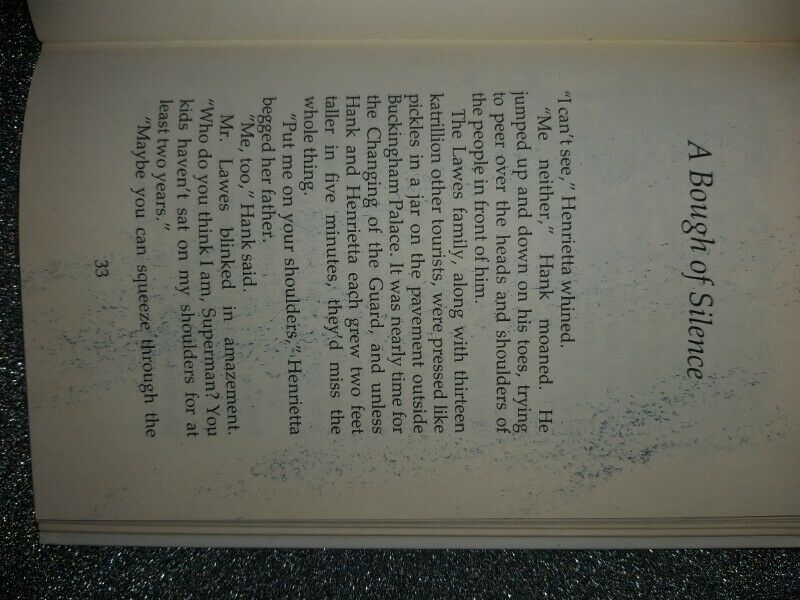 A Bough of Silence
"I can't see," Henrietta whined.
"Me neither," Hank moaned. He
jumped up and down on his toes, trying
to peer over the heads and shoulders of
the people in front of him.
The Lawes family, along with thirteen
katrillion other tourists, were pressed like
pickles in a jar on the pavement outside
Buckingham Palace. It was nearly time for
the Changing of the Guard, and unless
Hank and Henrietta each grew two feet
taller in five minutes, they'd miss the
whole thing.
"Put me on your shoulders," Henrietta
begged her father.
"Me, too," Hank said.
Mr. Lawes blinked in amazement.
"Who do you think I am, Superman? You
kids haven't sat on my shoulders for at
least two years."
"Maybe you can squeeze through the
33